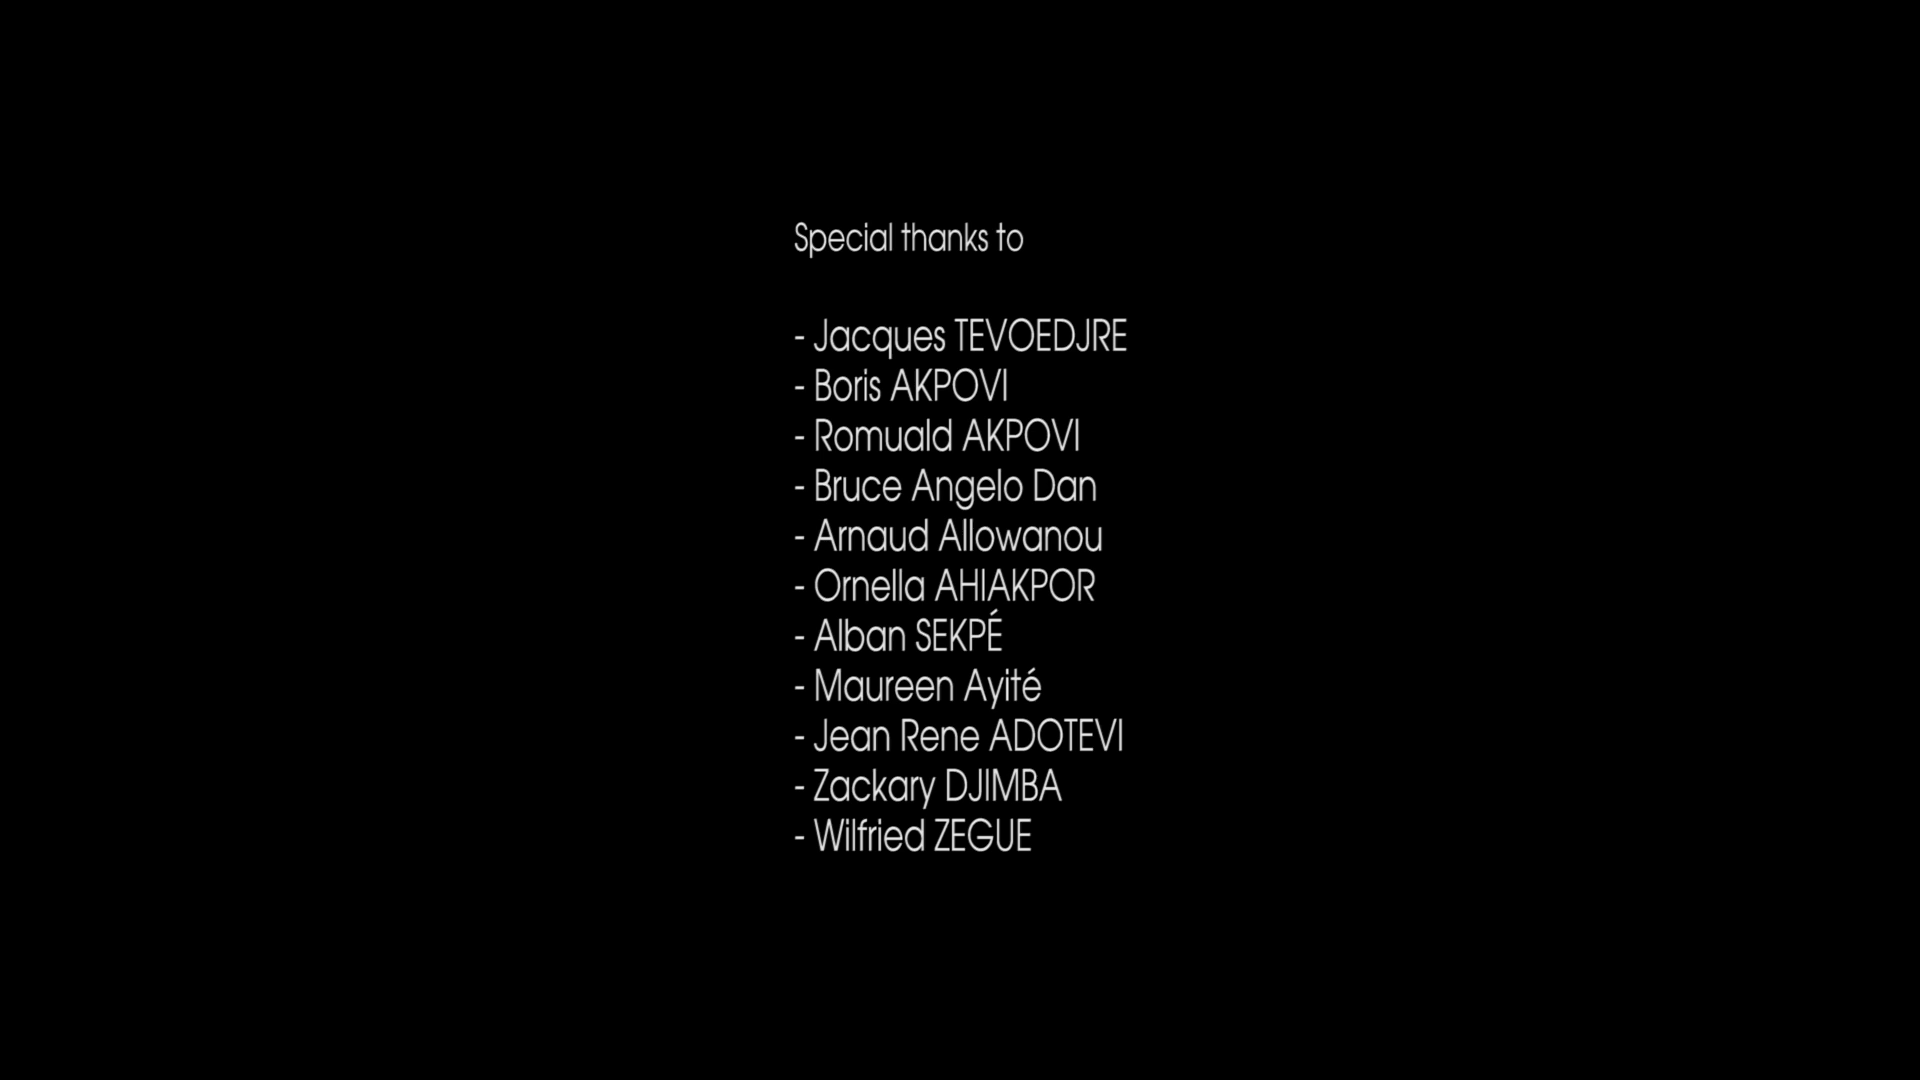 Special thanks to
- Jacques TEVOEDJRE
- Boris AKPOVI
- Romuald AKPOVI
- Bruce Angelo Dan
- Arnaud Allowanou
- Ornella AHIAKPOR
- Alban SEKPÉ
- Maureen Ayité
- Jean Rene ADOTEVI
- Zackary DJIMBA
- Wilfried ZEGUE